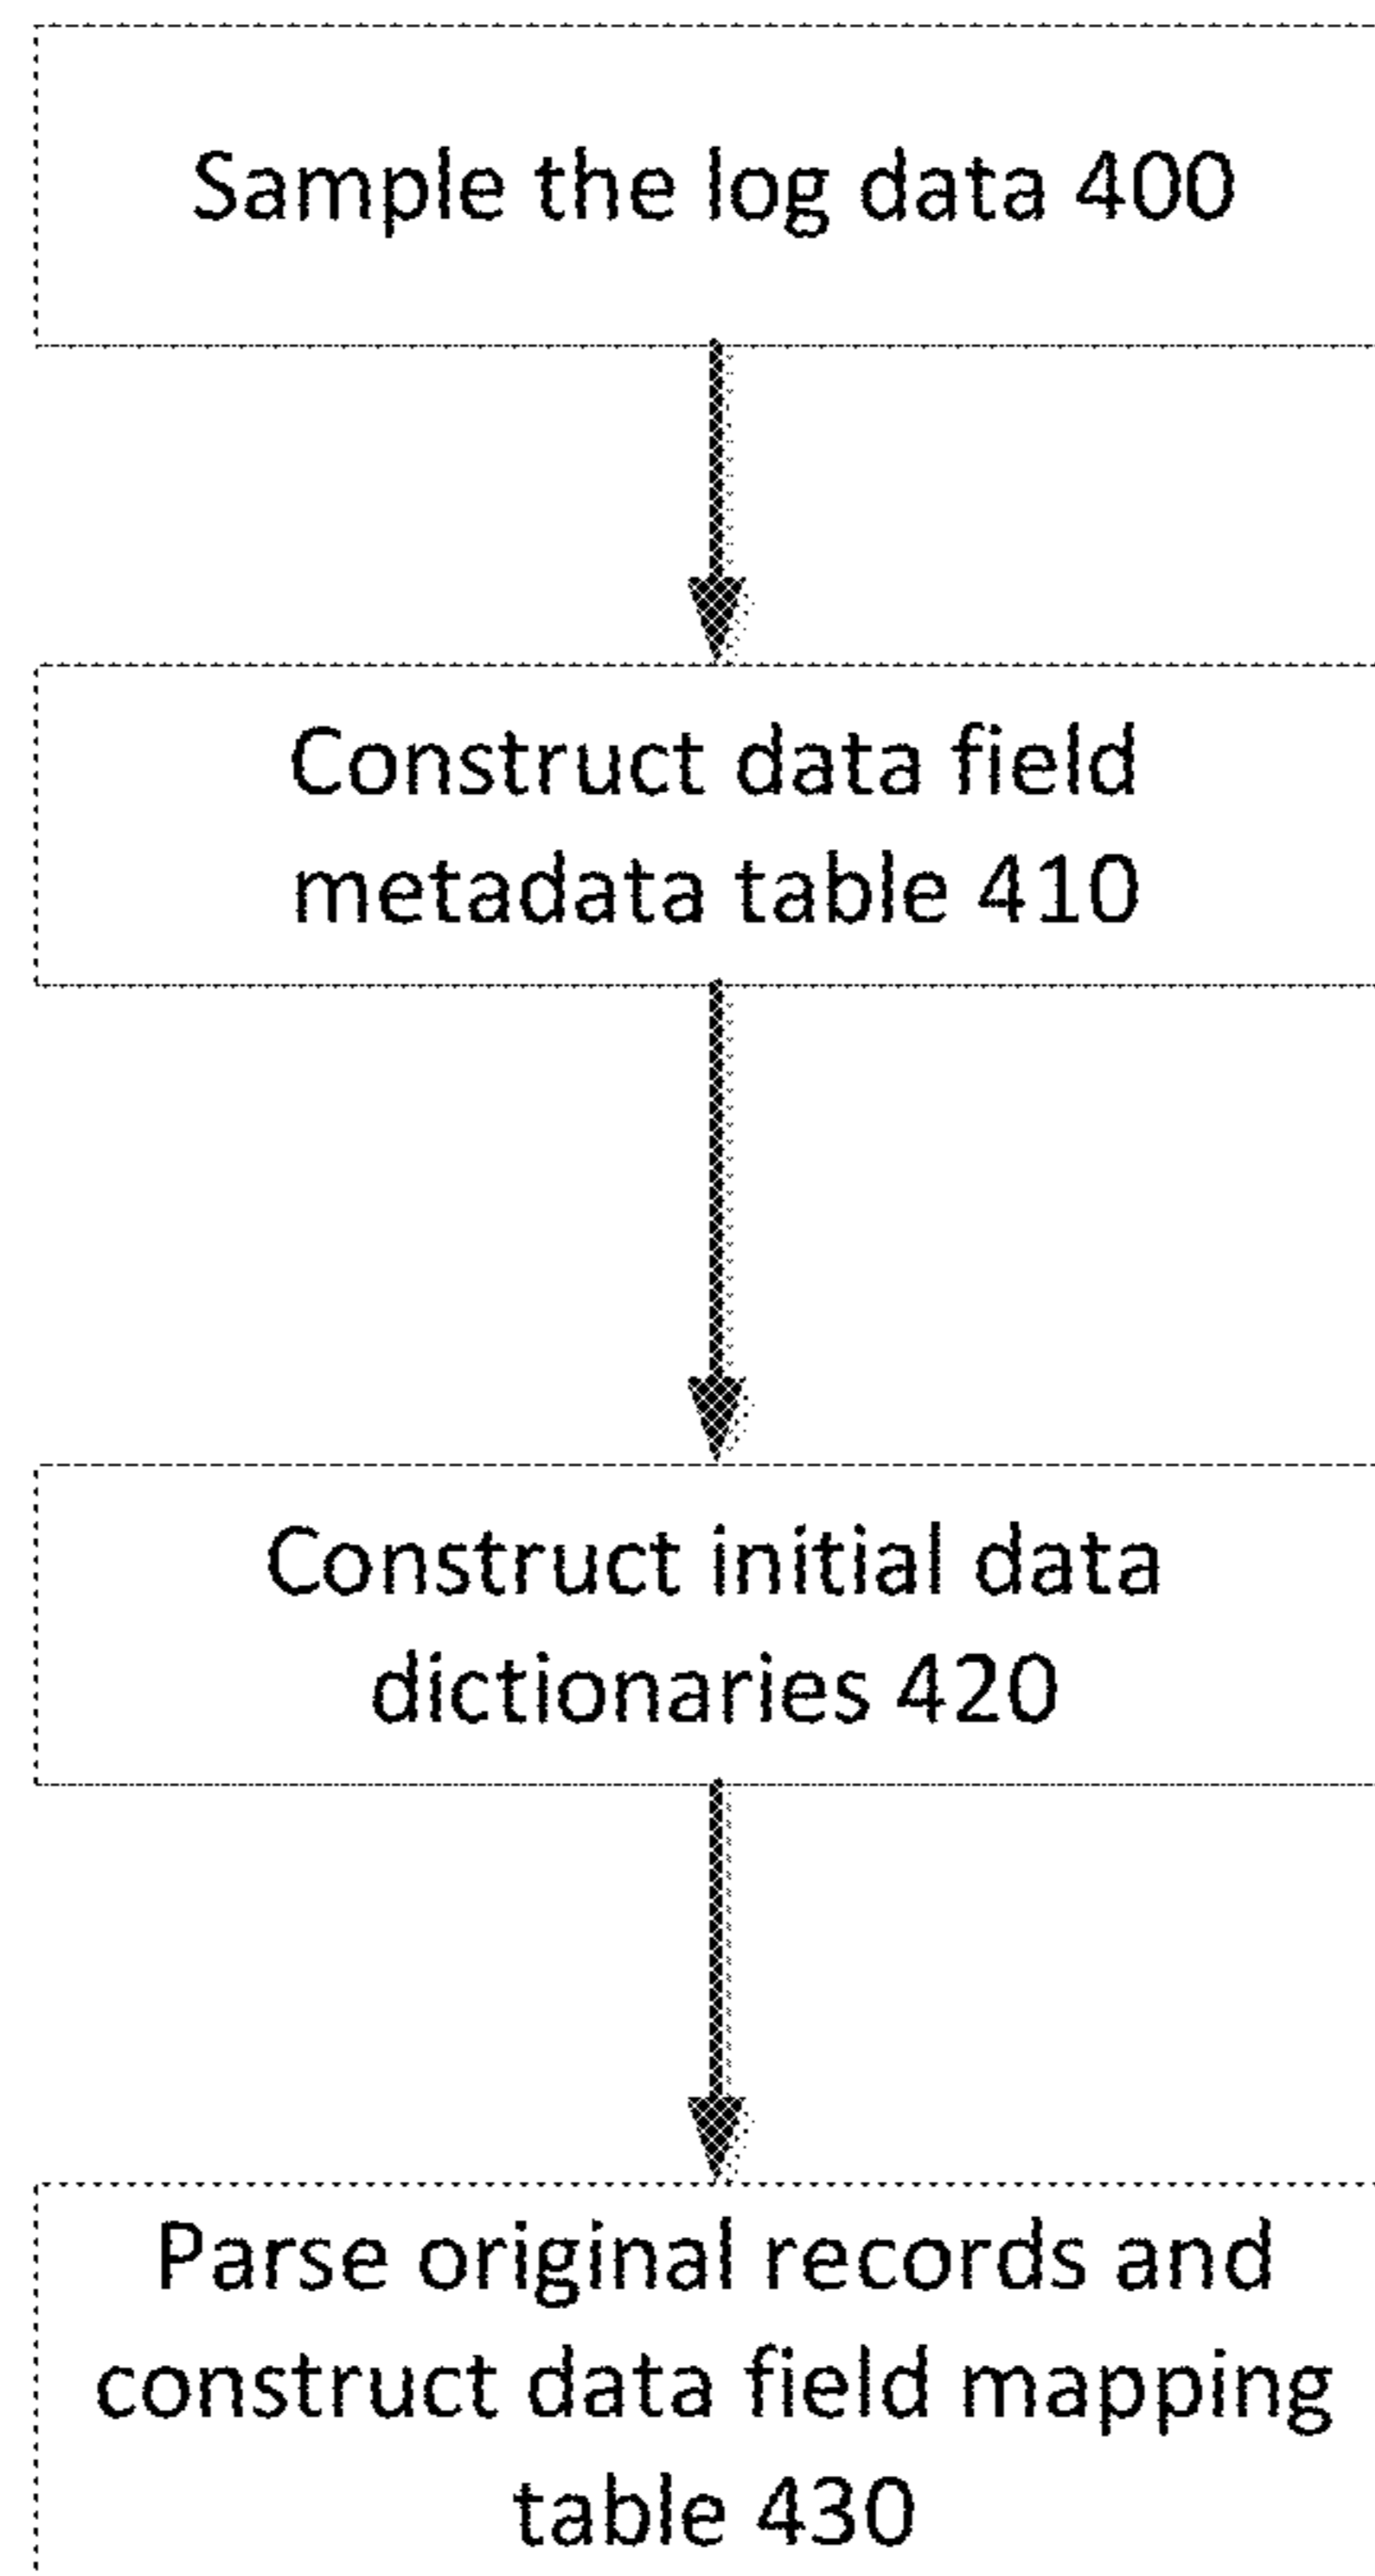 Sample the log data 400
Construct data field
metadata table 410
Construct initial data
dictionaries 420
Parse original records and
construct data field mapping
table 430